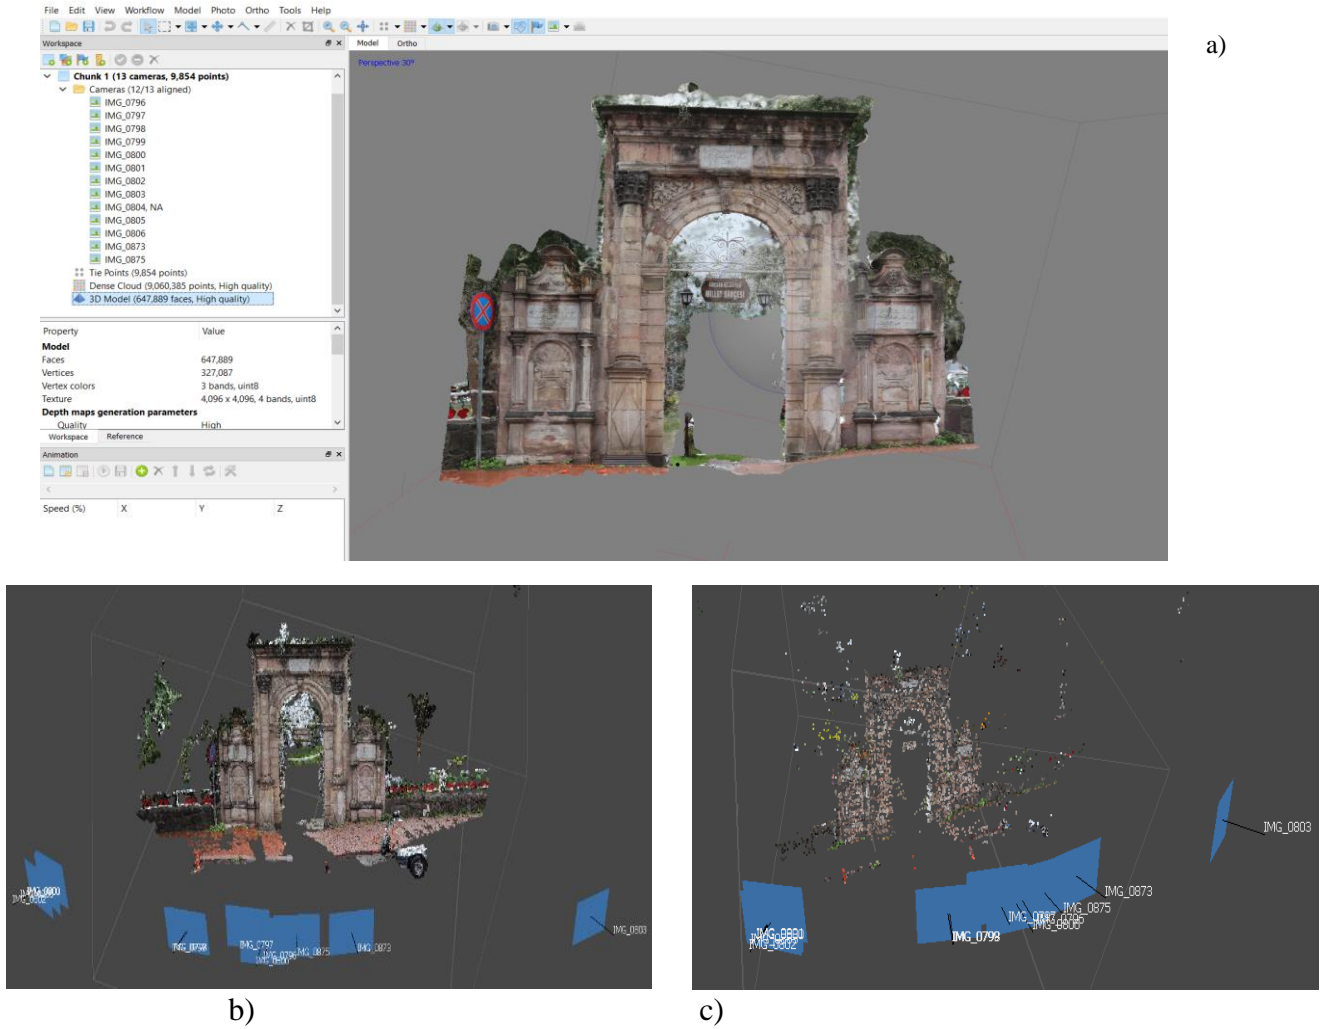 File Edit View Workflow Model Photo Ortho Tools Help
a)
Workspace
Model Ortho
Perspective 30°
Chunk 1 (13 cameras, 9,854 points)
Cameras (12/13 aligned)
IMG_0796
IMG_0797
IMG_0798
IMG_0799
IMG_0800
IMG_0801
IMG_0802
IMG_0803
IMG_0804, NA
IMG_0805
IMG_0806
IMG_0873
IMG_0875
Tie Points (9,854 points)
Dense Cloud (9,060,385 points, High quality)
3D Model (647,889 faces, High quality)
Property Value
Model
Faces 647,889
Vertices 327,087
Vertex colors 3 bands, uint8
Texture 4,096 x 4,096, 4 bands, uint8
Depth maps generation parameters
Quality High
Workspace Reference
Animation
Speed (%) X Y Z
MILLET BAHÇESİ
IMG_0803
IMG_0797
IMG_0875
IMG_0873
IMG_0803
IMG_0873
IMG_0875
IMG_0806
IMG_0802
b)
c)